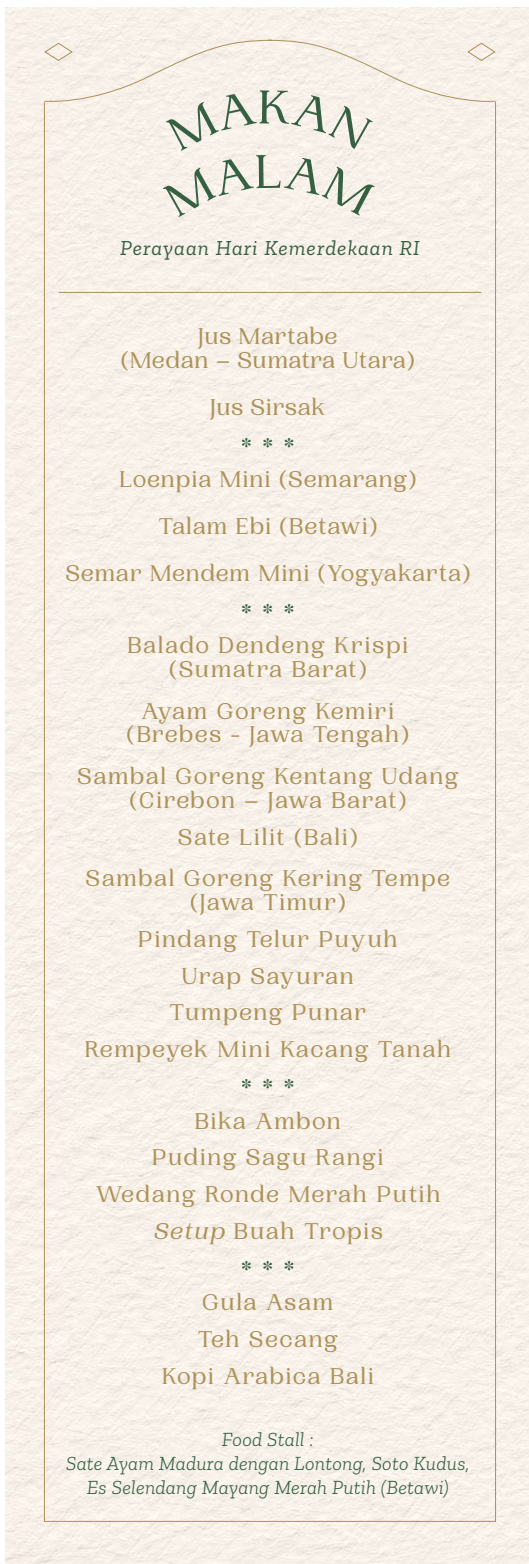 MAKAN
MALAM
Perayaan Hari Kemerdekaan RI
Jus Martabe
(Medan – Sumatra Utara)
Jus Sirsak
* * *
Loenpia Mini (Semarang)
Talam Ebi (Betawi)
Semar Mendem Mini (Yogyakarta)
* * *
Balado Dendeng Krispi
(Sumatra Barat)
Ayam Goreng Kemiri
(Brebes - Jawa Tengah)
Sambal Goreng Kentang Udang
(Cirebon – Jawa Barat)
Sate Lilit (Bali)
Sambal Goreng Kering Tempe
(Jawa Timur)
Pindang Telur Puyuh
Urap Sayuran
Tumpeng Punar
Rempeyek Mini Kacang Tanah
* * *
Bika Ambon
Puding Sagu Rangi
Wedang Ronde Merah Putih
Setup Buah Tropis
* * *
Gula Asam
Teh Secang
Kopi Arabica Bali
Food Stall :
Sate Ayam Madura dengan Lontong, Soto Kudus,
Es Selendang Mayang Merah Putih (Betawi)